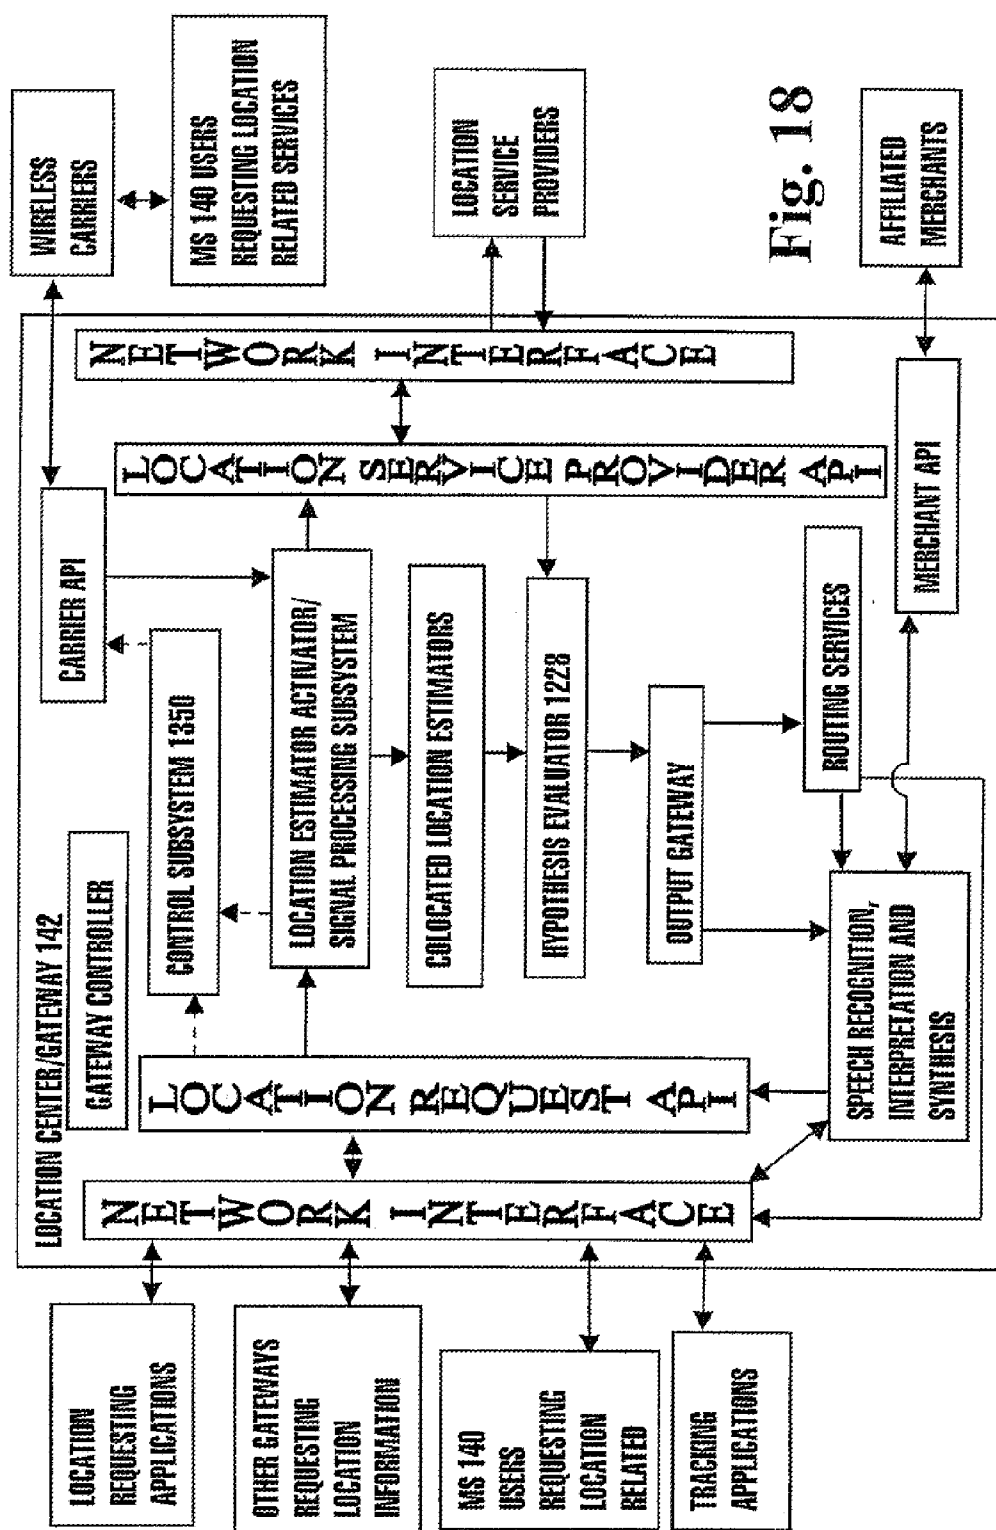 LOCATION
REQUESTING
APPLICATIONS
OTHER GATEWAYS
REQUESTING
LOCATION
INFORMATION
MS 140
USERS
REQUESTING
LOCATION
RELATED
TRACKING
APPLICATIONS
LOCATION CENTER/GATEWAY 142
GATEWAY CONTROLLER
NETWORK INTERFACE
LOCATION REQUEST API
CONTROL SUBSYSTEM 1350
CARRIER API
LOCATION ESTIMATOR ACTIVATOR/
SIGNAL PROCESSING SUBSYSTEM
COLOCATED LOCATION ESTIMATORS
HYPOTHESIS EVALUATOR 1228
OUTPUT GATEWAY
ROUTING SERVICES
SPEECH RECOGNITION,
INTERPRETATION AND
SYNTHESIS
LOCATION SERVICE PROVIDER API
NETWORK INTERFACE
MERCHANT API
WIRELESS
CARRIERS
MS 140 USERS
REQUESTING LOCATION
RELATED SERVICES
LOCATION
SERVICE
PROVIDERS
Fig. 18
AFFILIATED
MERCHANTS